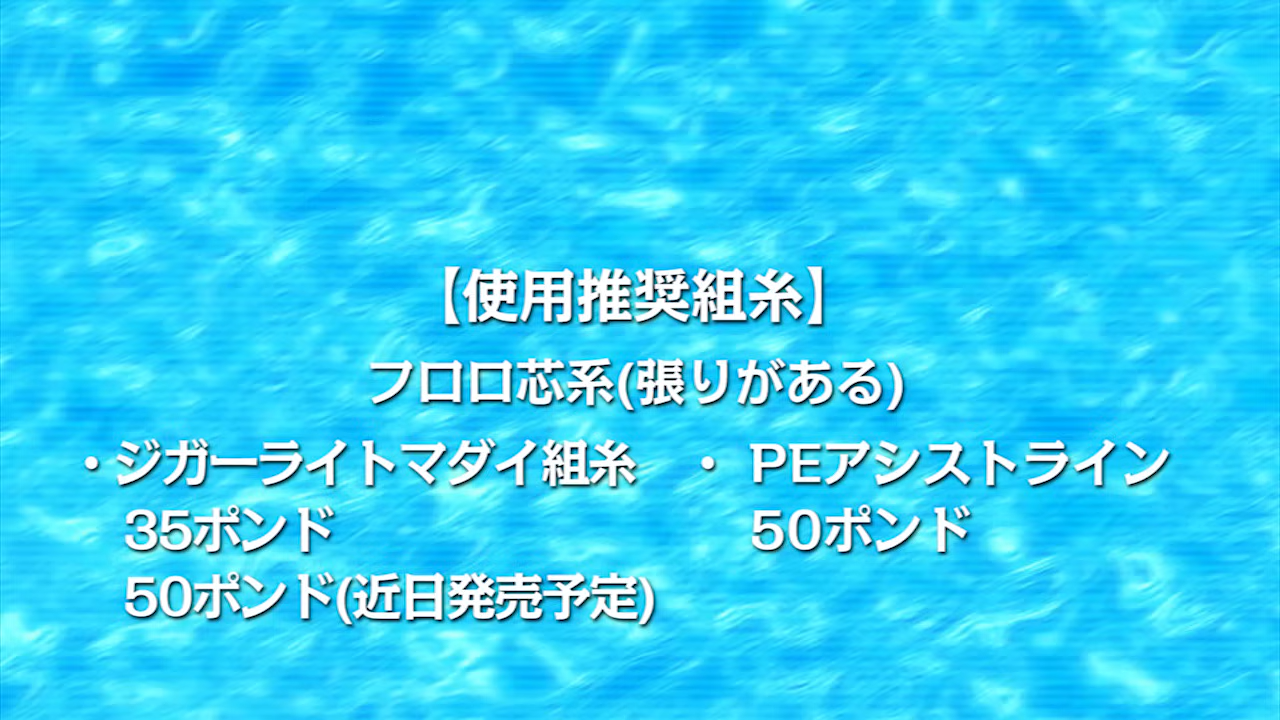 【使用推奨組糸】
フロロ芯系(張りがある)
・ジガーライトマダイ組糸
35ポンド
50ポンド(近日発売予定)
・ PEアシストライン
50ポンド